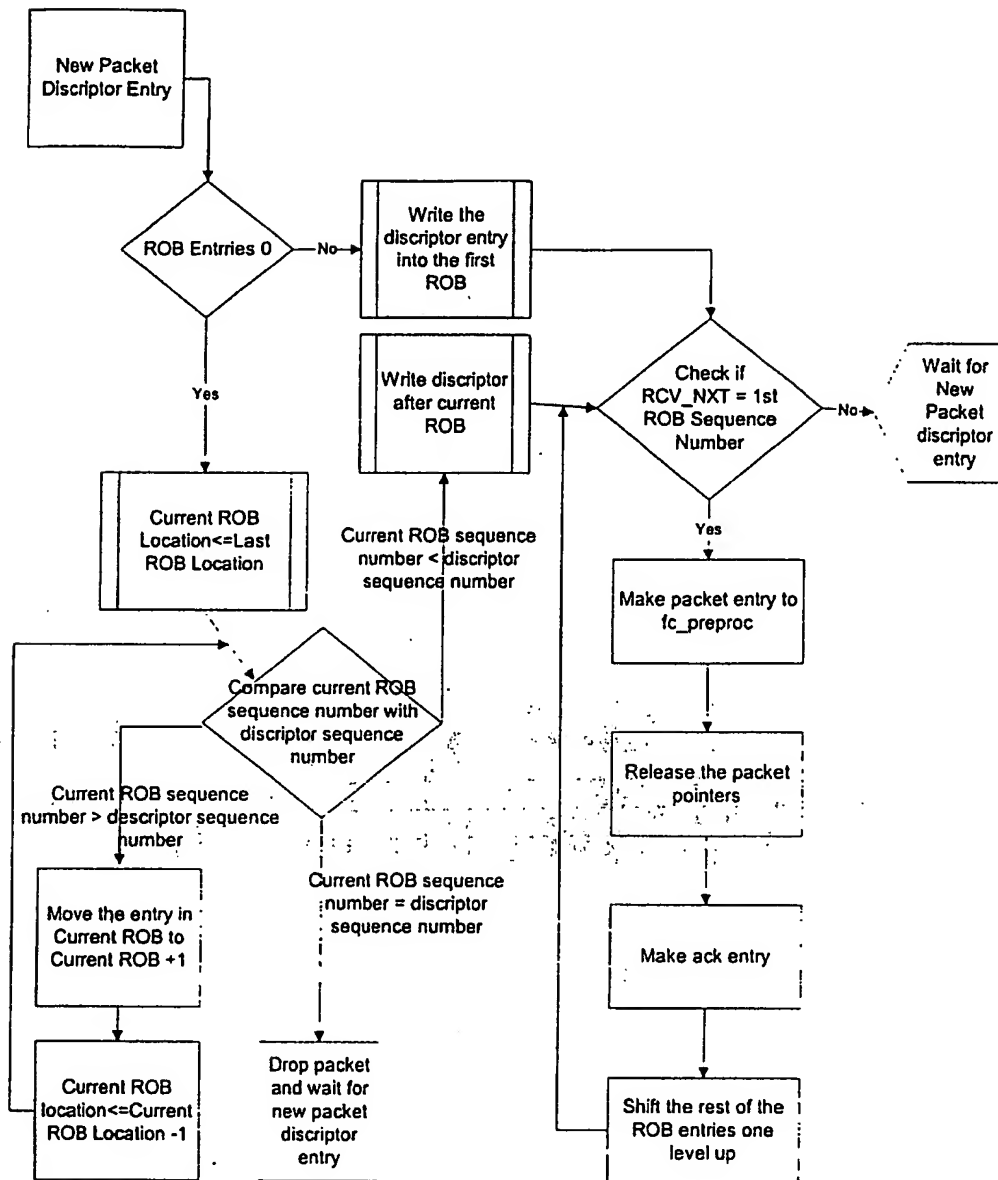 New Packet
Discriptor Entry
ROB Entrries 0
No
Write the
discriptor entry
into the first
ROB
Yes
Write discriptor
after current
ROB
Check if
RCV_NXT = 1st
ROB Sequence
Number
No
Wait for
New
Packet
discriptor
entry
Current ROB
Location<=Last
ROB Location
Current ROB sequence
number < discriptor
sequence number
Yes
Make packet entry to
fc_preproc
Compare current ROB
sequence number with
discriptor sequence
number
Release the packet
pointers
Current ROB sequence
number > descriptor sequence
number
Current ROB sequence
number = discriptor
sequence number
Move the entry in
Current ROB to
Current ROB +1
Make ack entry
Current ROB
location<=Current
ROB Location -1
Drop packet
and wait for
new packet
discriptor
entry
Shift the rest of the
ROB entries one
level up